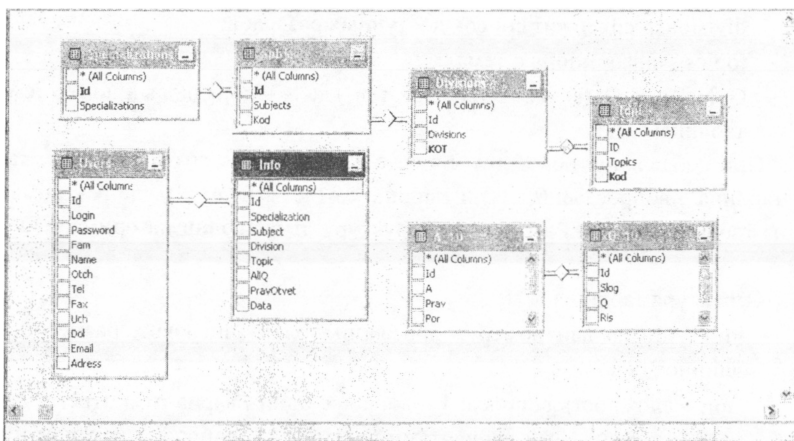 * (All Columns)
Id
Specializations
* (All Columns)
Id
Subjects
Kod
Divisions
* (All Columns)
Id
Divisions
KOT
* (All Columns)
ID
Topics
Kod
Users
* (All Columns
Id
Login
Password
Fam
Name
Otch
Tel
Fax
Uch
Dol
Email
Adress
Info
* (All Columns)
Id
Specialization
Subject
Division
Topic
AllQ
PravOtvet
Data
* (All Columns)
Id
A
Prav
Por
* (All Columns)
Id
Slog
Q
Ris